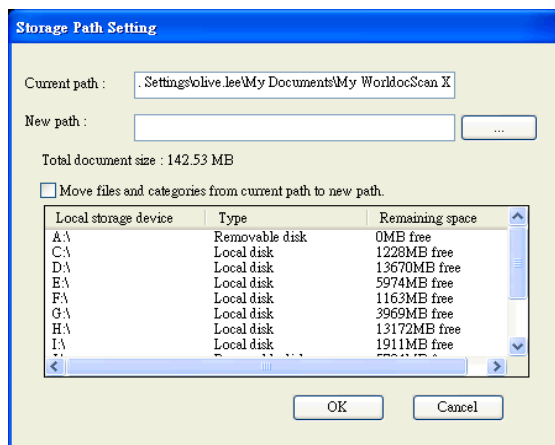 Storage Path Setting
Current path : . Settings\olive.lee\My Documents\My WorldocScan X
New path : ...
Total document size : 142.53 MB
Move files and categories from current path to new path.
Local storage device Type Remaining space
A:\ Removable disk 0MB free
C:\ Local disk 1228MB free
D:\ Local disk 13670MB free
E:\ Local disk 5974MB free
F:\ Local disk 1163MB free
G:\ Local disk 3969MB free
H:\ Local disk 13172MB free
I:\ Local disk 1911MB free
OK Cancel